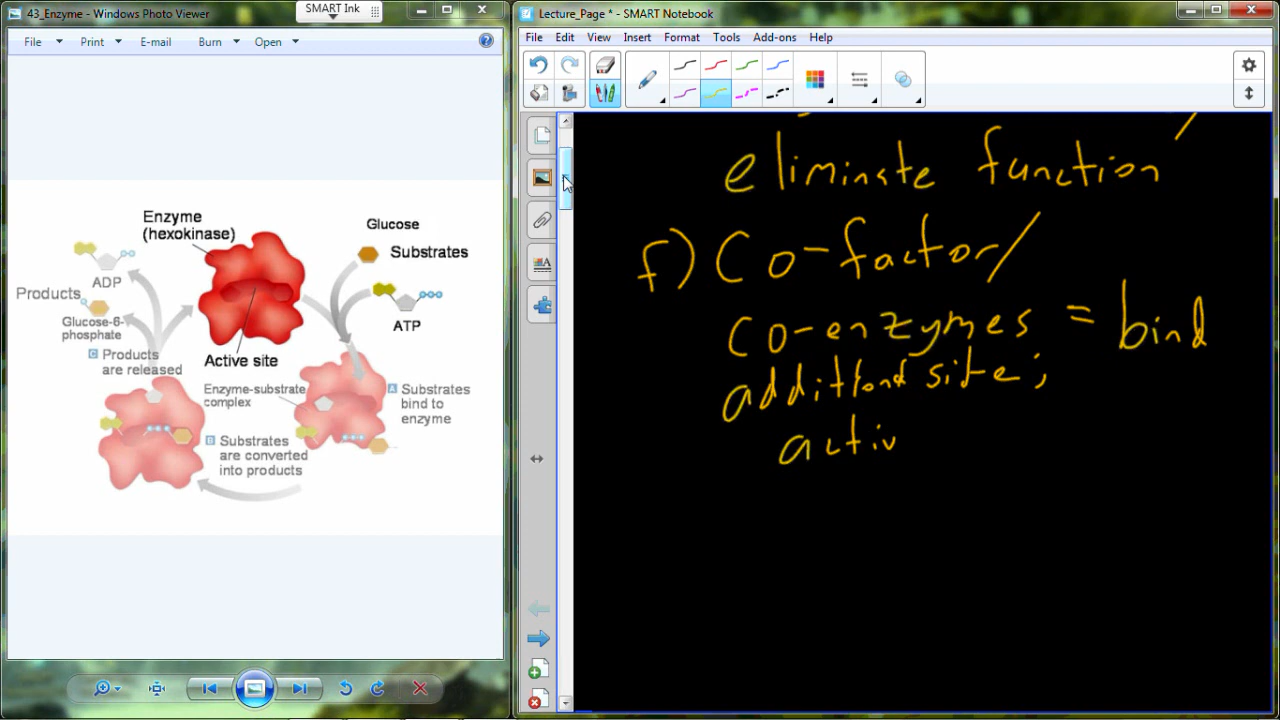 43_Enzyme - Windows Photo Viewer
SMART Ink
File Print E-mail Burn Open
Enzyme
(hexokinase)
Glucose
Substrates
ADP
Products
Glucose-6-
phosphate
ATP
C Products
are released
Active site
Enzyme-substrate
complex
A Substrates
bind to
enzyme
B Substrates
are converted
into products
Lecture_Page * - SMART Notebook
File Edit View Insert Format Tools Add-ons Help
eliminate function
f) Co-factor/
co-enzymes = bind
additional site;
activ